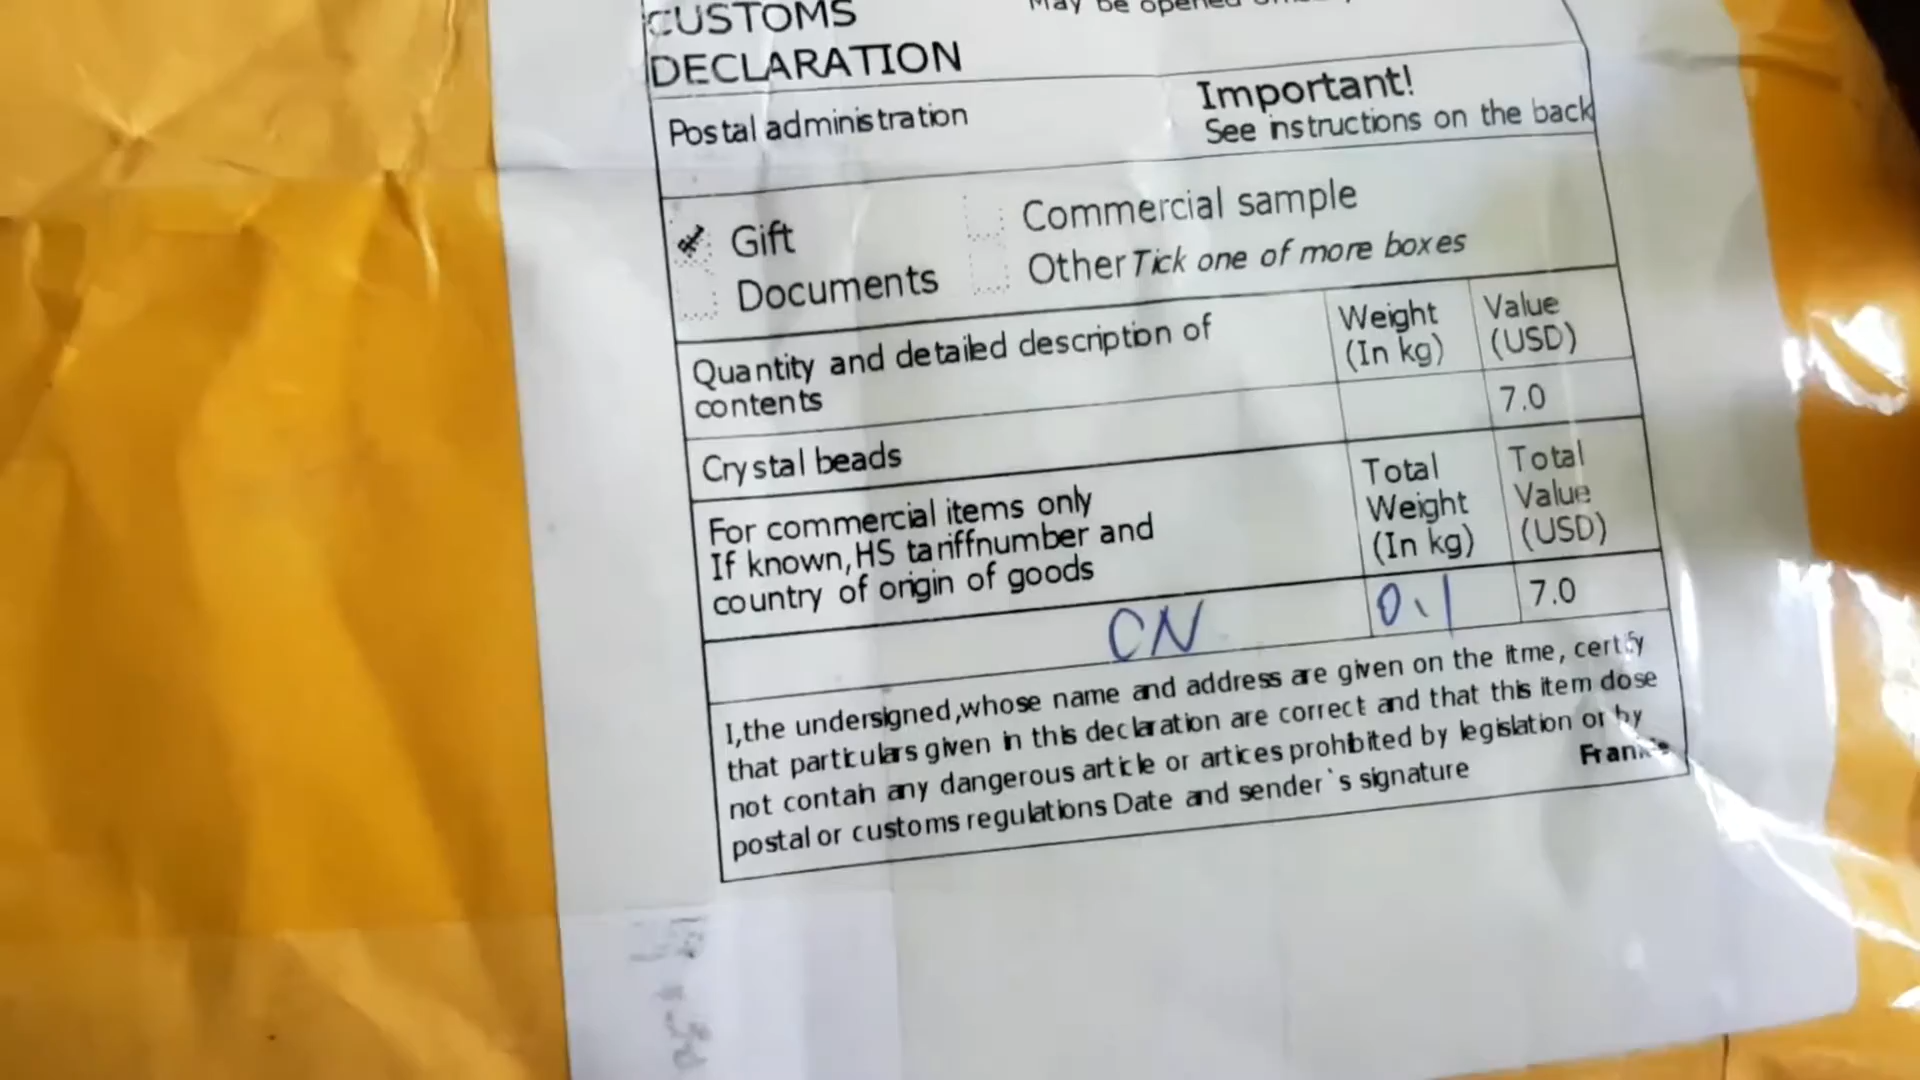 CUSTOMS
DECLARATION
May be opened
Postal administration
Important!
See instructions on the back
Gift
Commercial sample
Documents
Other Tick one of more boxes
Quantity and detailed description of
contents
Weight
(In kg)
Value
(USD)
7.0
Crystal beads
For commercial items only
If known,HS tariffnumber and
country of origin of goods
Total
Weight
(In kg)
Total
Value
(USD)
CN
0.1
7.0
I,the undersigned,whose name and address are given on the itme, certify
that particulars given in this declaration are correct and that this item dose
not contain any dangerous article or artices prohibited by legislation or by
postal or customs regulations Date and sender`s signature